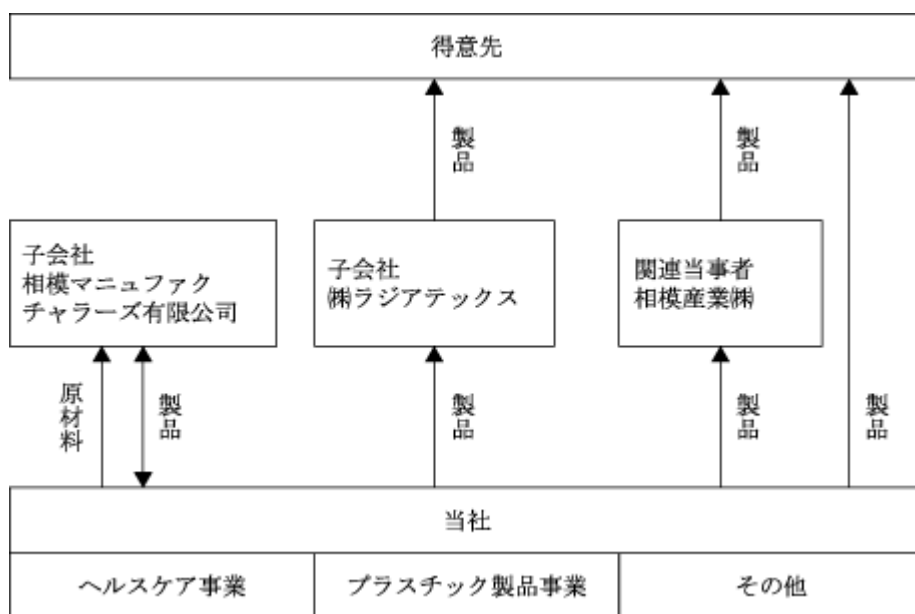 得意先
製品
製品
子会社
相模マニュファク
チャラーズ有限公司
子会社
㈱ラジアテックス
関連当事者
相模産業㈱
原材料
製品
製品
製品
製品
当社
ヘルスケア事業
プラスチック製品事業
その他